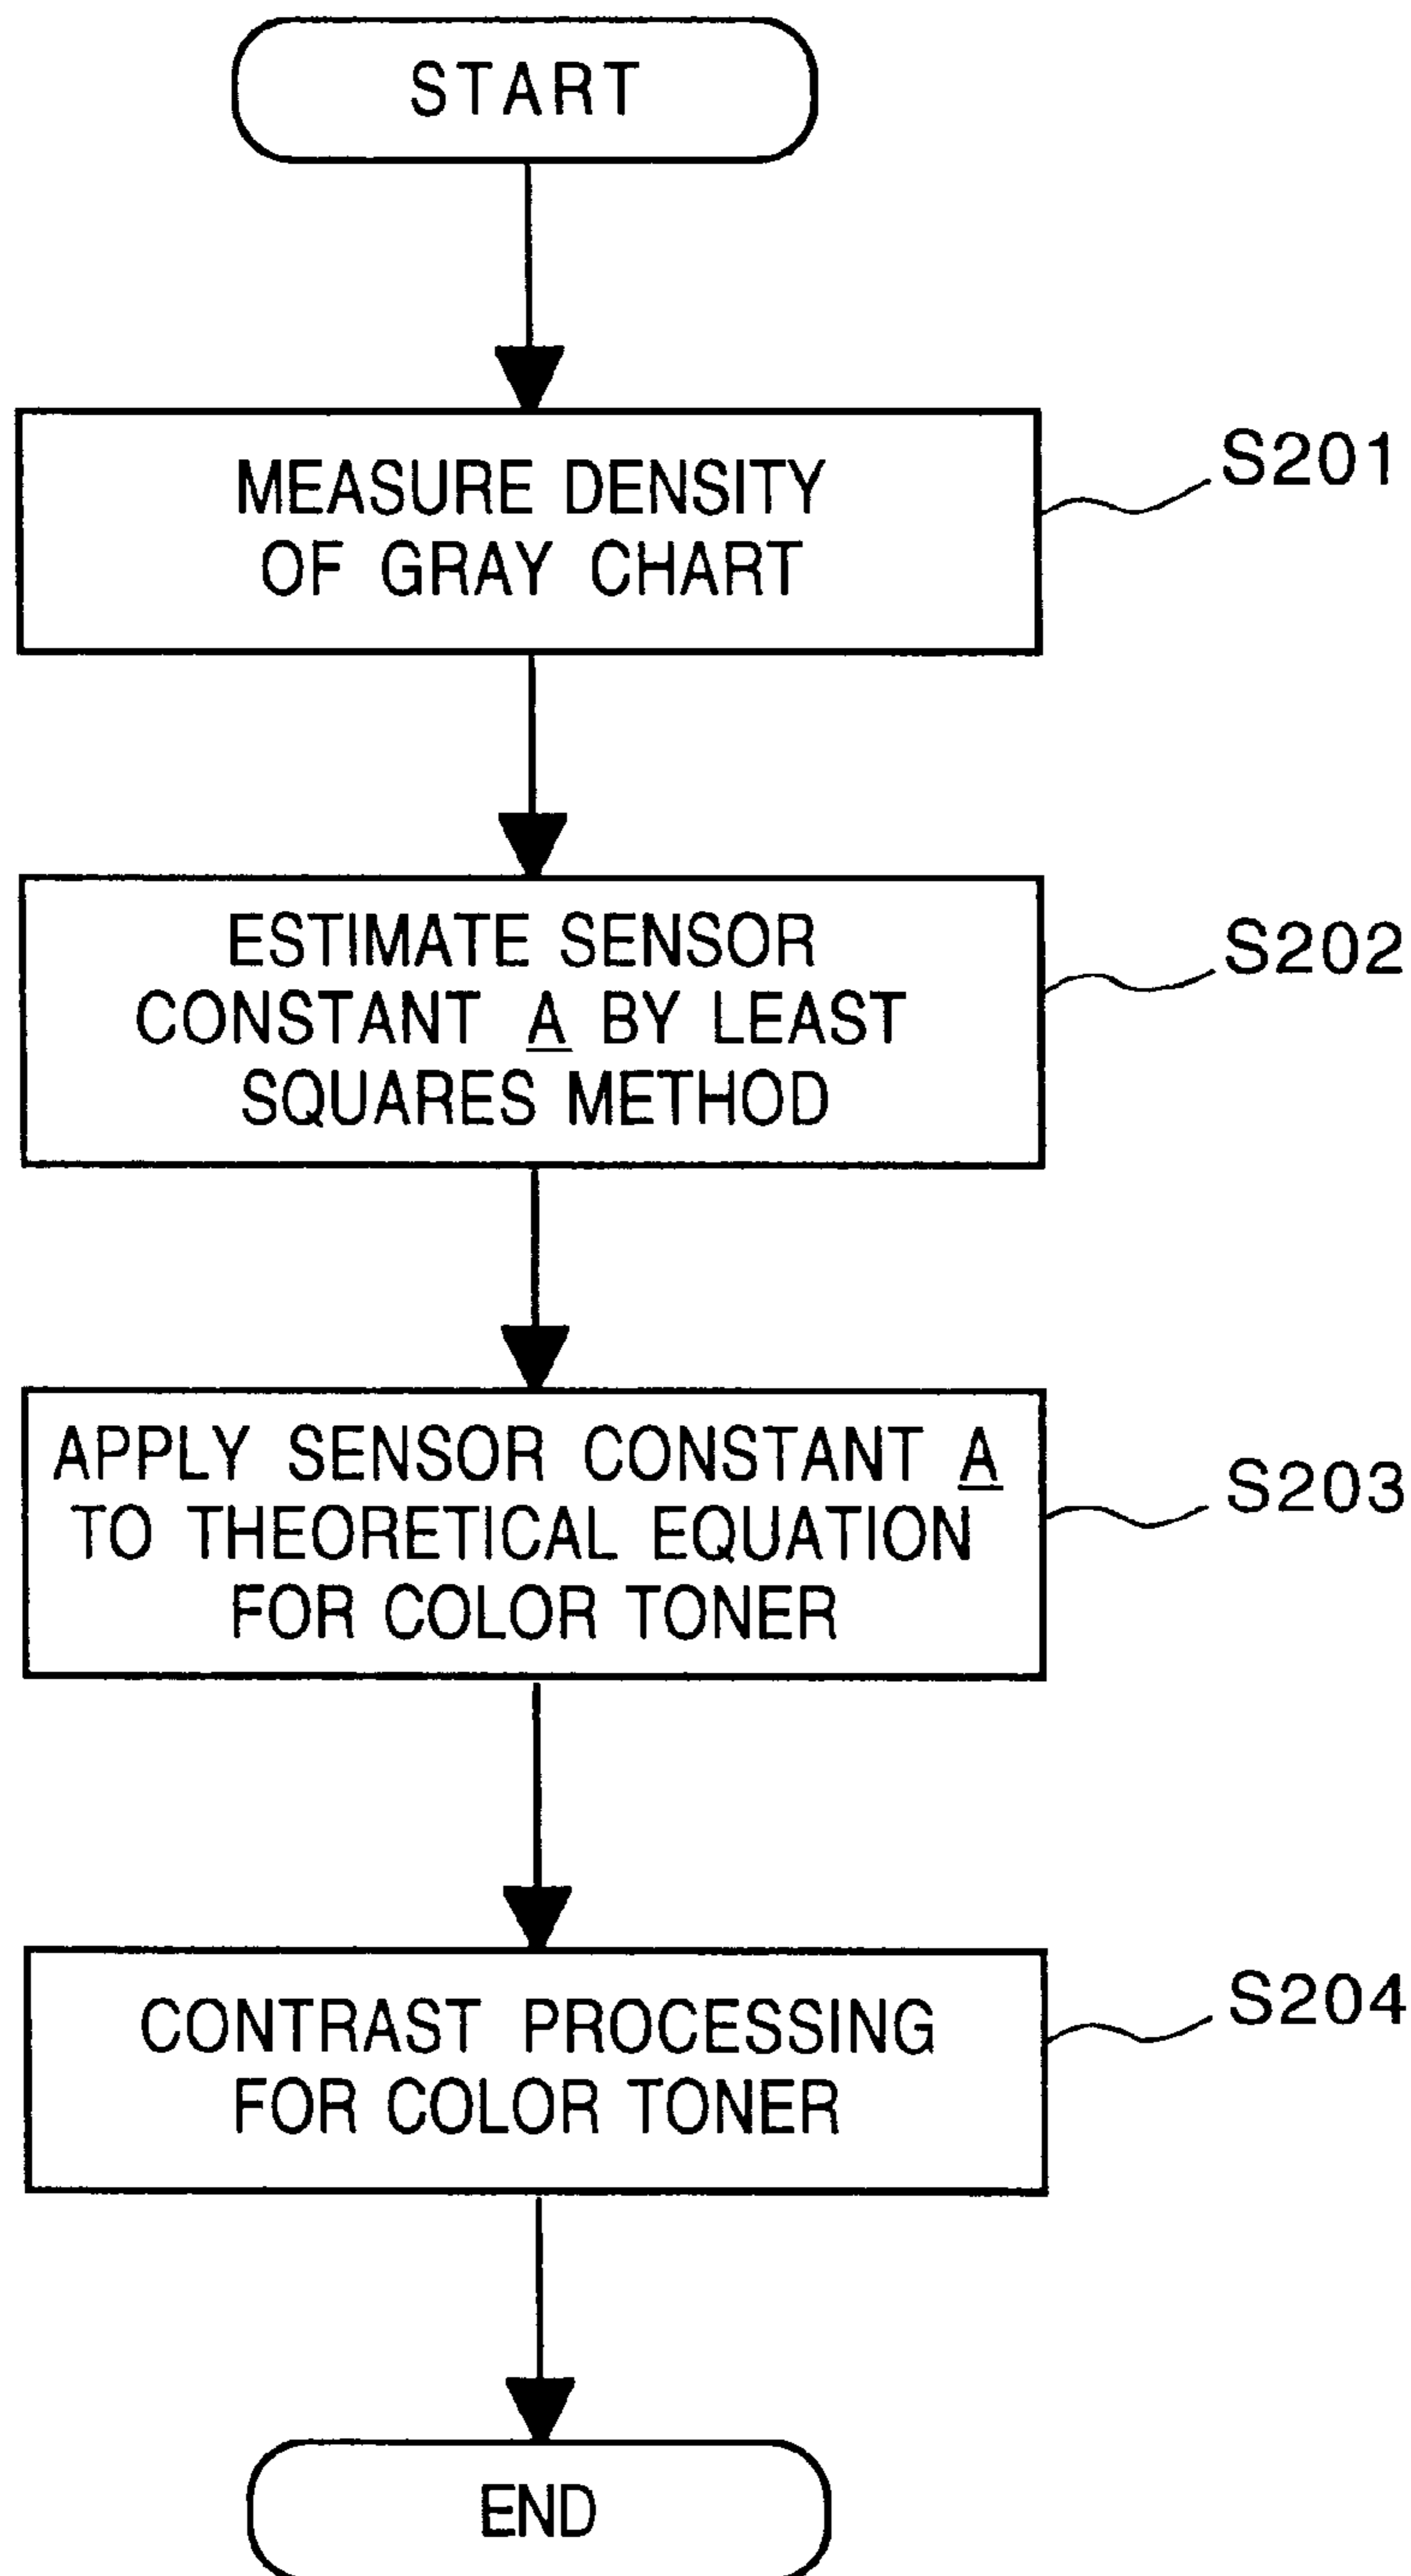 START
MEASURE DENSITY
OF GRAY CHART
S201
ESTIMATE SENSOR
CONSTANT A BY LEAST
SQUARES METHOD
S202
APPLY SENSOR CONSTANT A
TO THEORETICAL EQUATION
FOR COLOR TONER
S203
CONTRAST PROCESSING
FOR COLOR TONER
S204
END